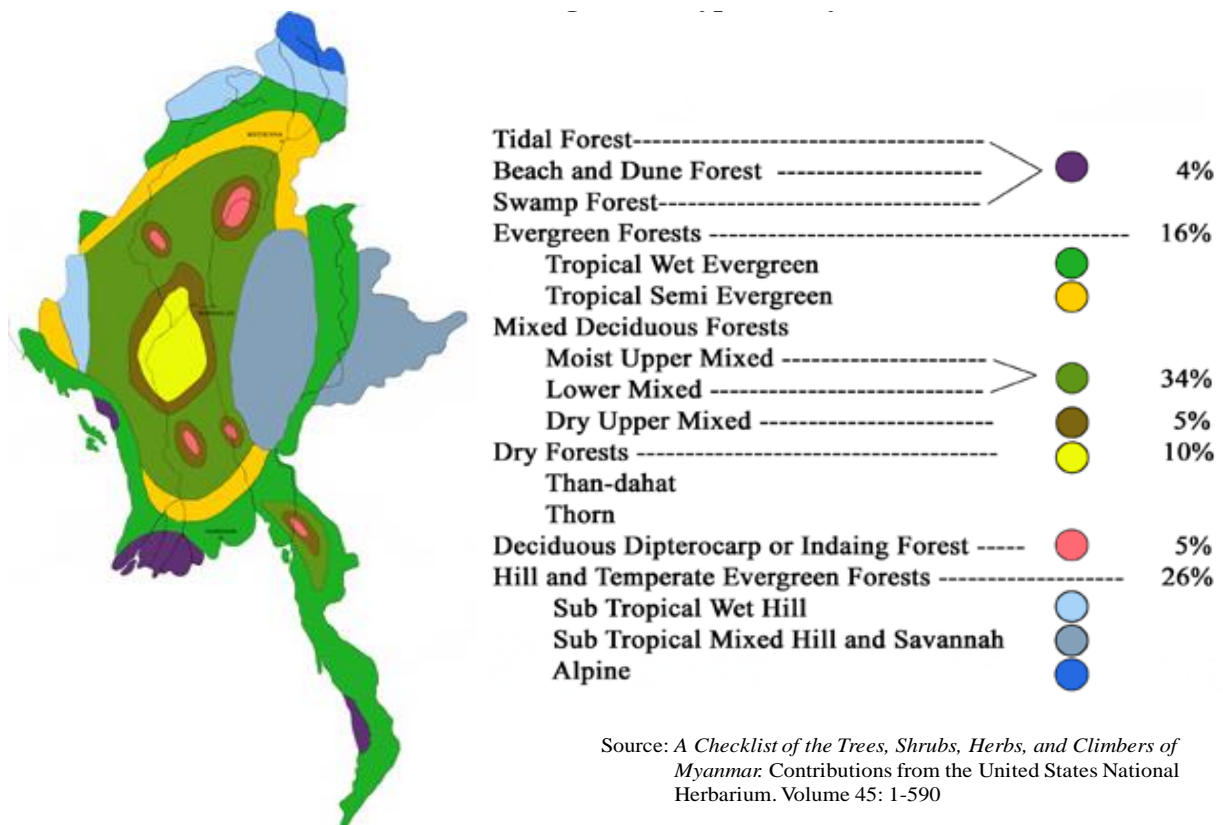 Tidal Forest
Beach and Dune Forest
4%
Swamp Forest
Evergreen Forests
16%
Tropical Wet Evergreen
Tropical Semi Evergreen
Mixed Deciduous Forests
Moist Upper Mixed
34%
Lower Mixed
Dry Upper Mixed
5%
Dry Forests
10%
Than-dahat
Thorn
Deciduous Dipterocarp or Indaing Forest
5%
Hill and Temperate Evergreen Forests
26%
Sub Tropical Wet Hill
Sub Tropical Mixed Hill and Savannah
Alpine
Source: A Checklist of the Trees, Shrubs, Herbs, and Climbers of
Myanmar. Contributions from the United States National
Herbarium. Volume 45: 1-590